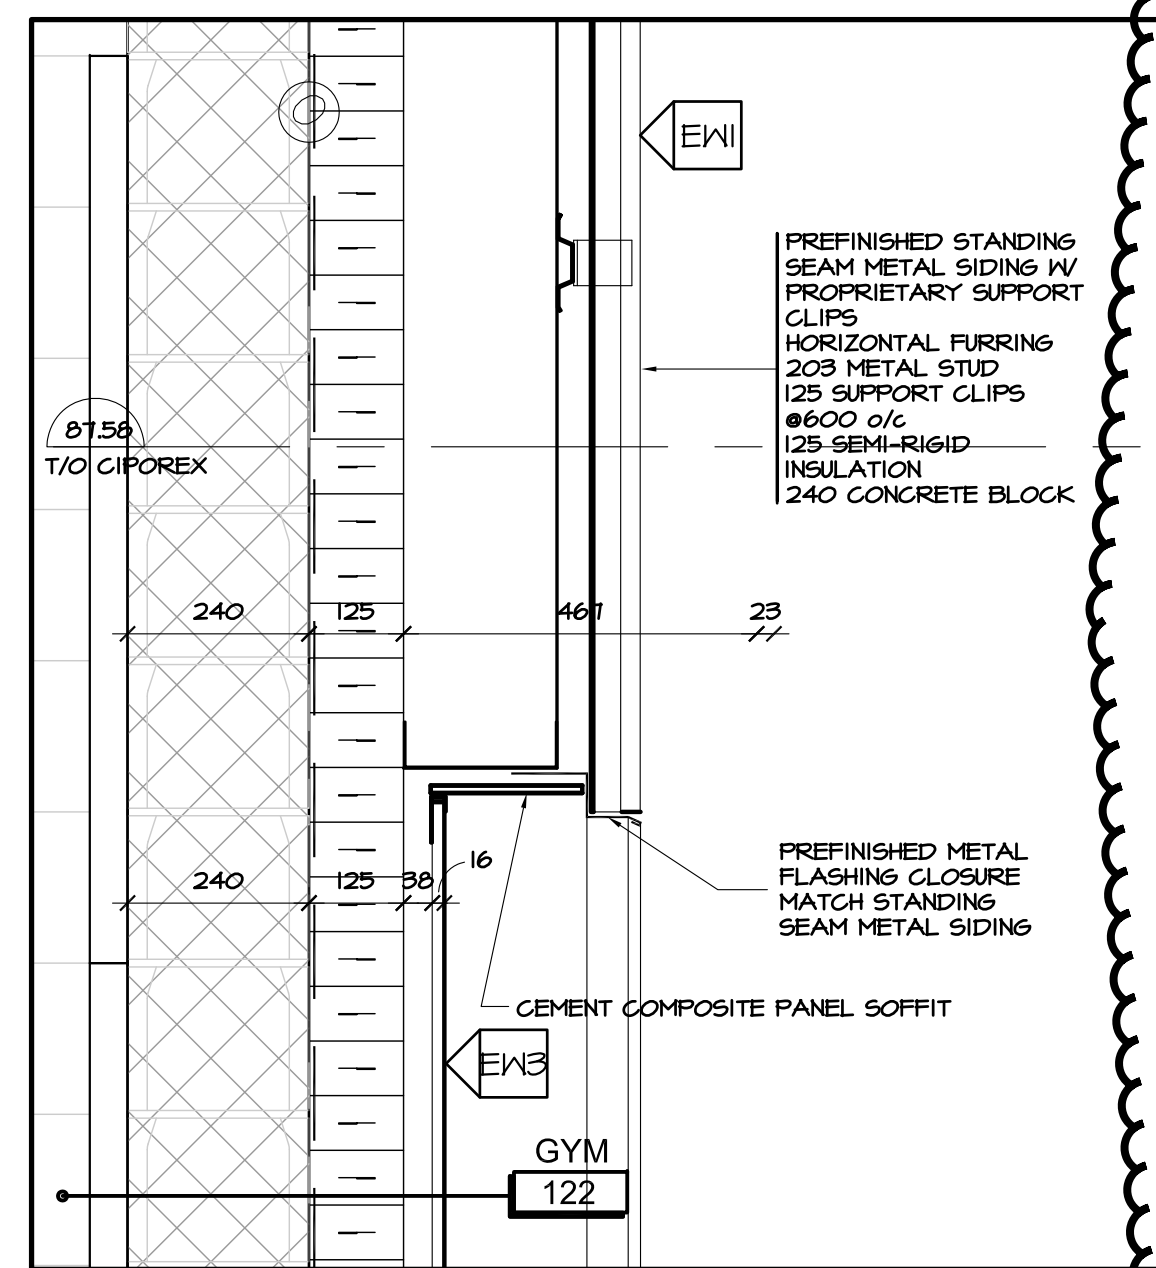 EW1
PREFINISHED STANDING
SEAM METAL SIDING W/
PROPRIETARY SUPPORT
CLIPS
HORIZONTAL FURRING
203 METAL STUD
125 SUPPORT CLIPS
@600 o/c
125 SEMI-RIGID
INSULATION
240 CONCRETE BLOCK
87.58
T/O CIPOREX
240 125 467 23
16
240 125 38
PREFINISHED METAL
FLASHING CLOSURE
MATCH STANDING
SEAM METAL SIDING
CEMENT COMPOSITE PANEL SOFFIT
EW3
GYM
122